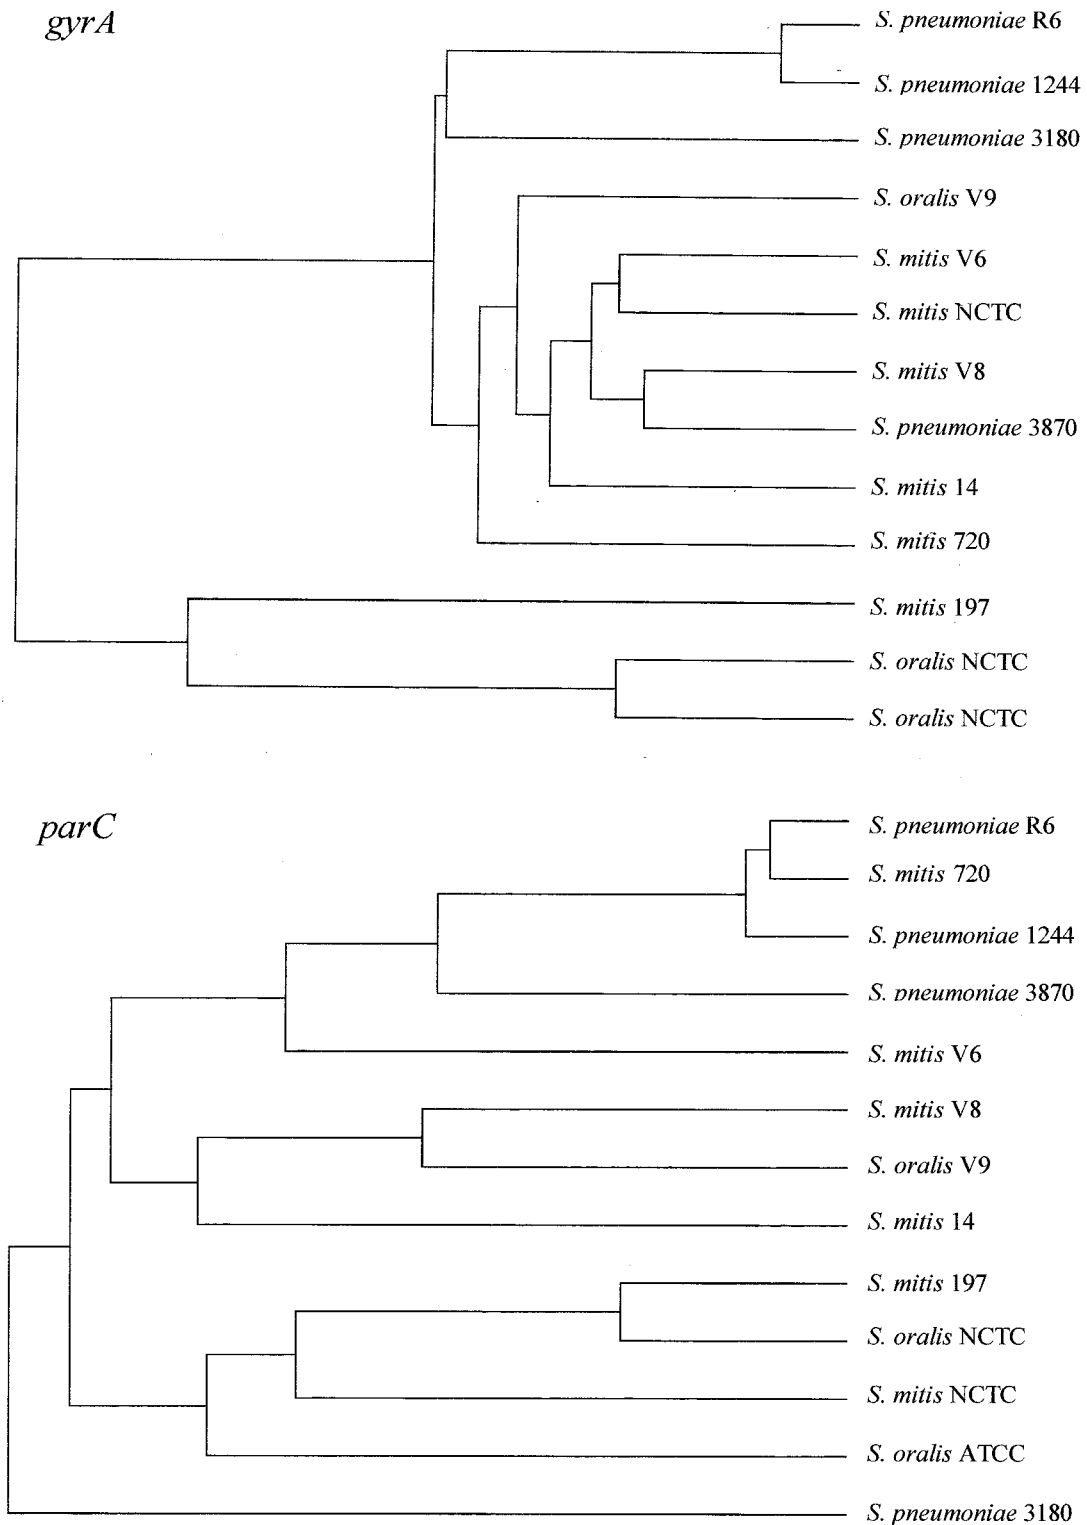 gyrA
S. pneumoniae R6
S. pneumoniae 1244
S. pneumoniae 3180
S. oralis V9
S. mitis V6
S. mitis NCTC
S. mitis V8
S. pneumoniae 3870
S. mitis 14
S. mitis 720
S. mitis 197
S. oralis NCTC
S. oralis NCTC
parC
S. pneumoniae R6
S. mitis 720
S. pneumoniae 1244
S. pneumoniae 3870
S. mitis V6
S. mitis V8
S. oralis V9
S. mitis 14
S. mitis 197
S. oralis NCTC
S. mitis NCTC
S. oralis ATCC
S. pneumoniae 3180